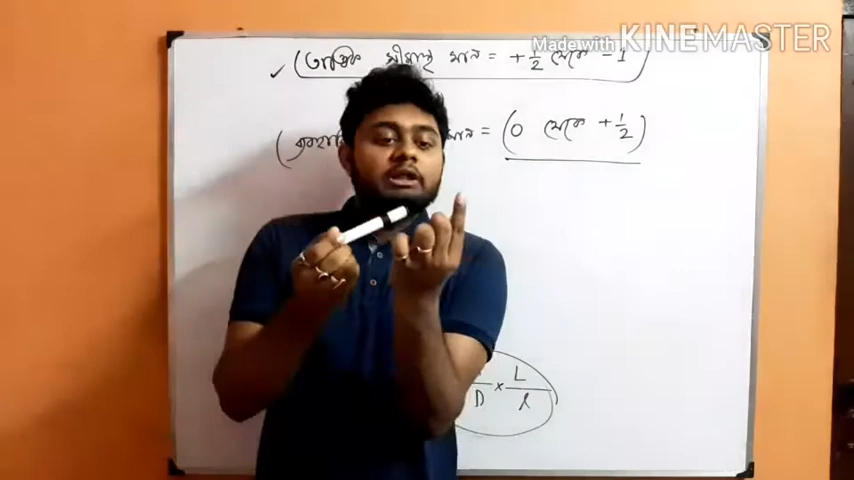 Made with KINEMASTER
✓ (তাত্ত্বিক সীমাস্থ মান = + 1/2 থেকে - 1)
মান = (0 থেকে + 1/2)
D × L/l